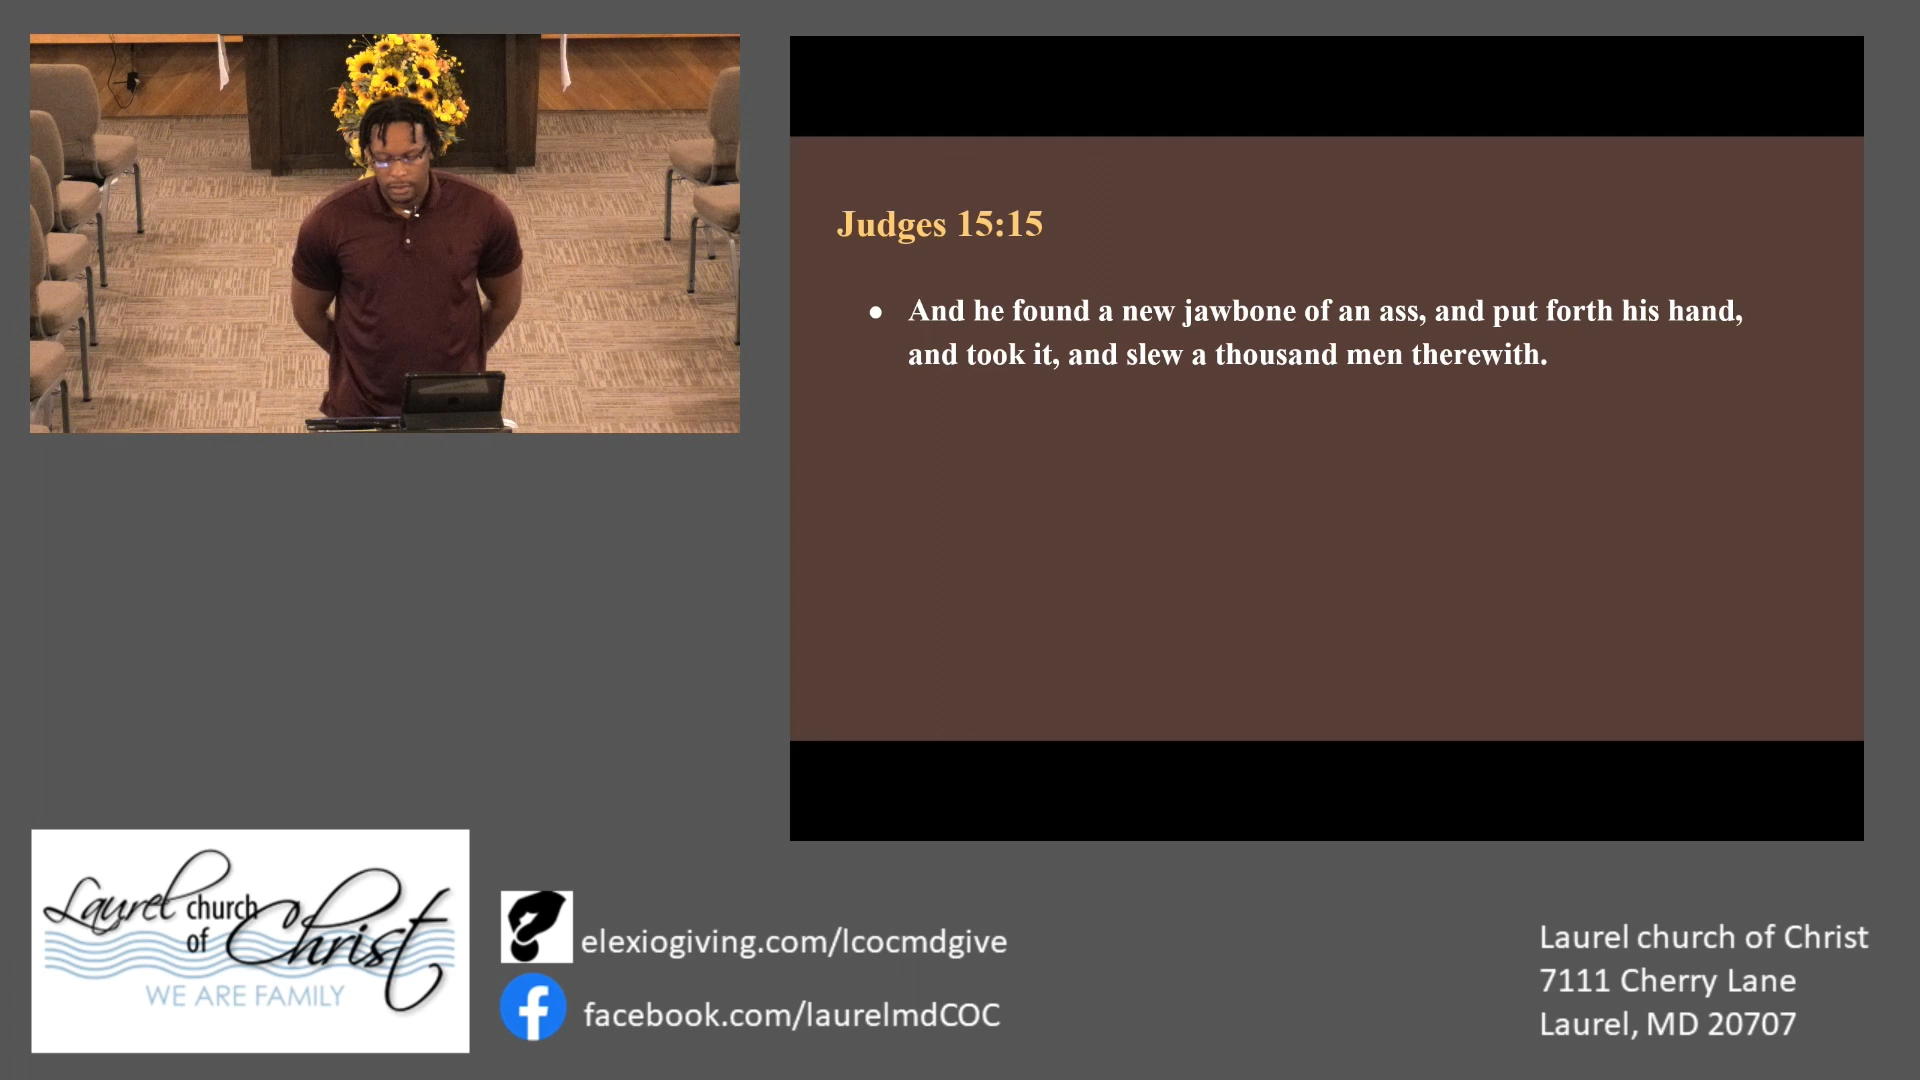 Judges 15:15
● And he found a new jawbone of an ass, and put forth his hand,
and took it, and slew a thousand men therewith.
Laurel church
of Christ
WE ARE FAMILY
elexiogiving.com/lcocmdgive
facebook.com/laurelmdCOC
Laurel church of Christ
7111 Cherry Lane
Laurel, MD 20707